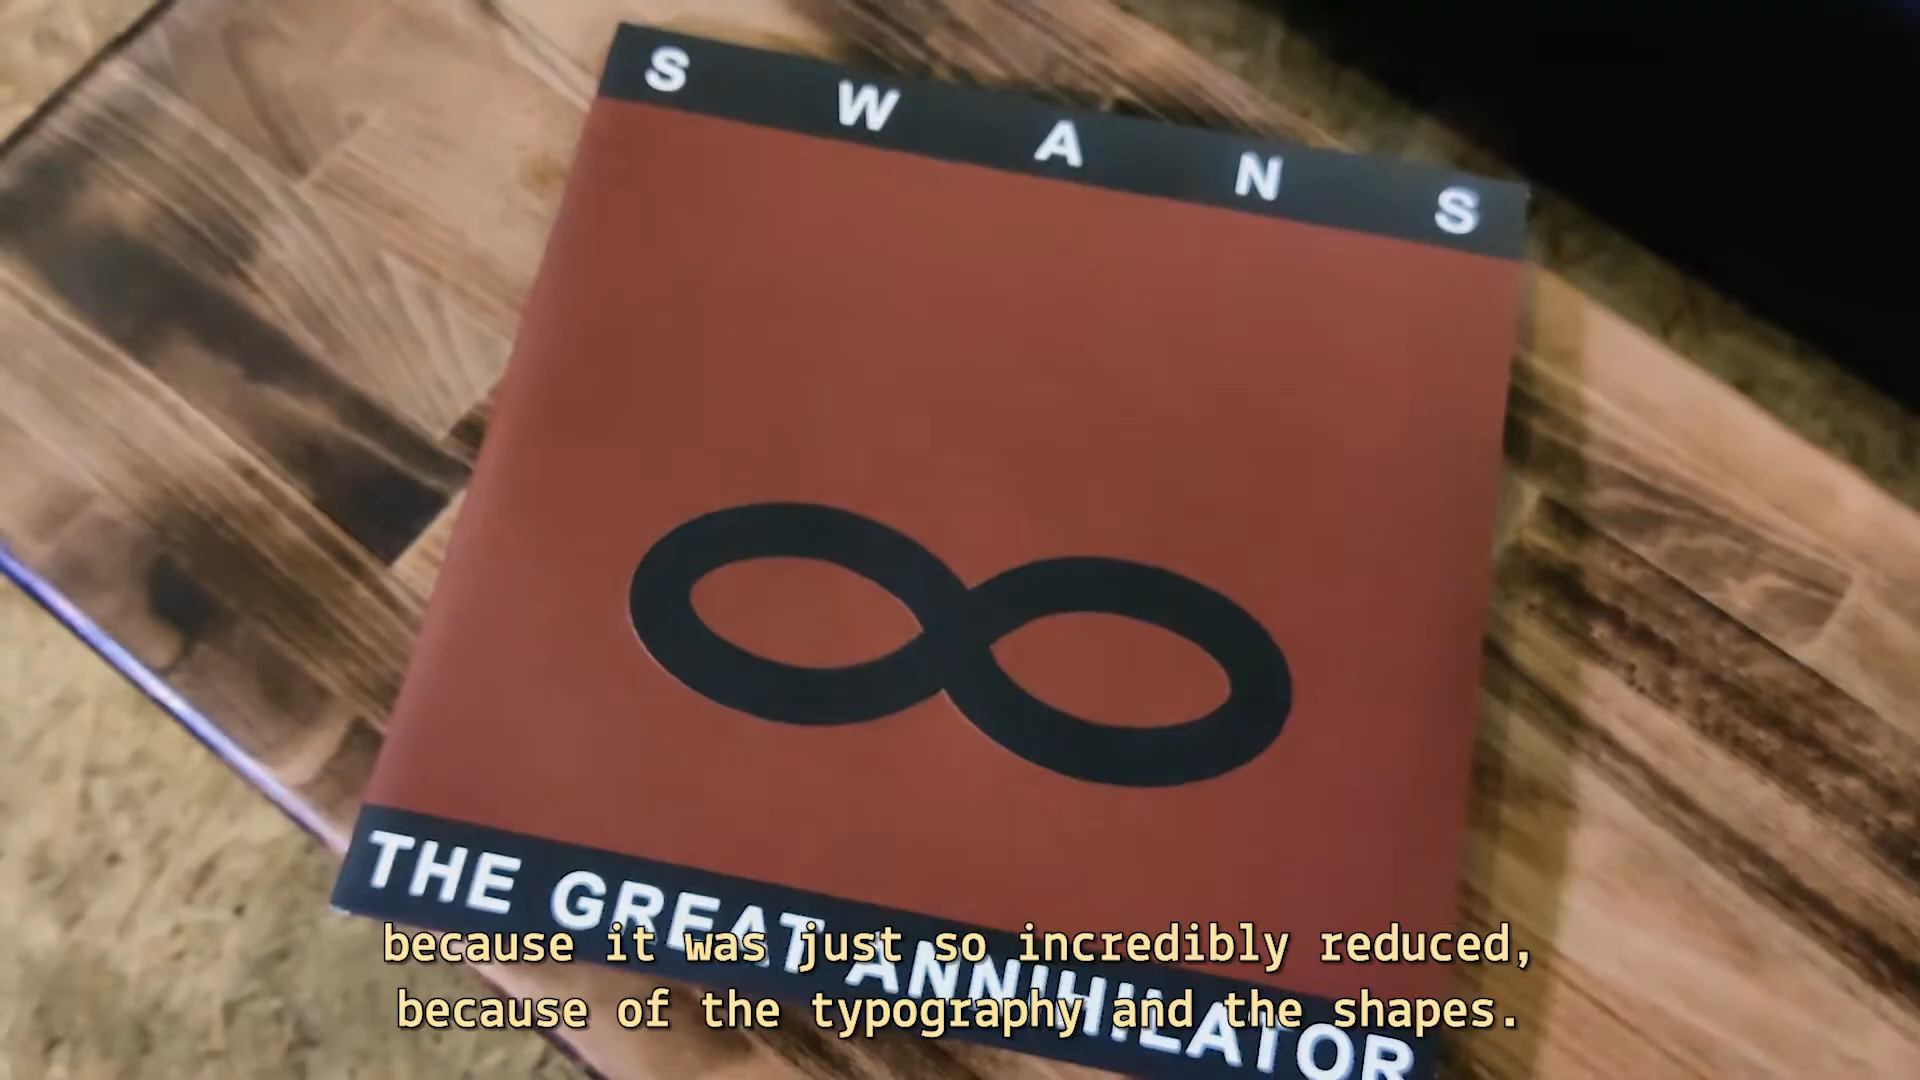 S W A N S
THE GREAT ANNIHILATOR
because it was just so incredibly reduced,
because of the typography and the shapes.